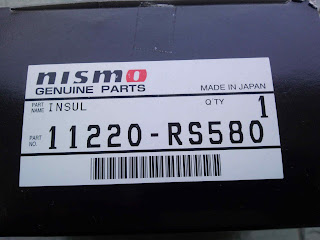 nismo
GENUINE PARTS MADE IN JAPAN
PART NAME INSUL Q'TY 1
PART NO. 11220-RS580